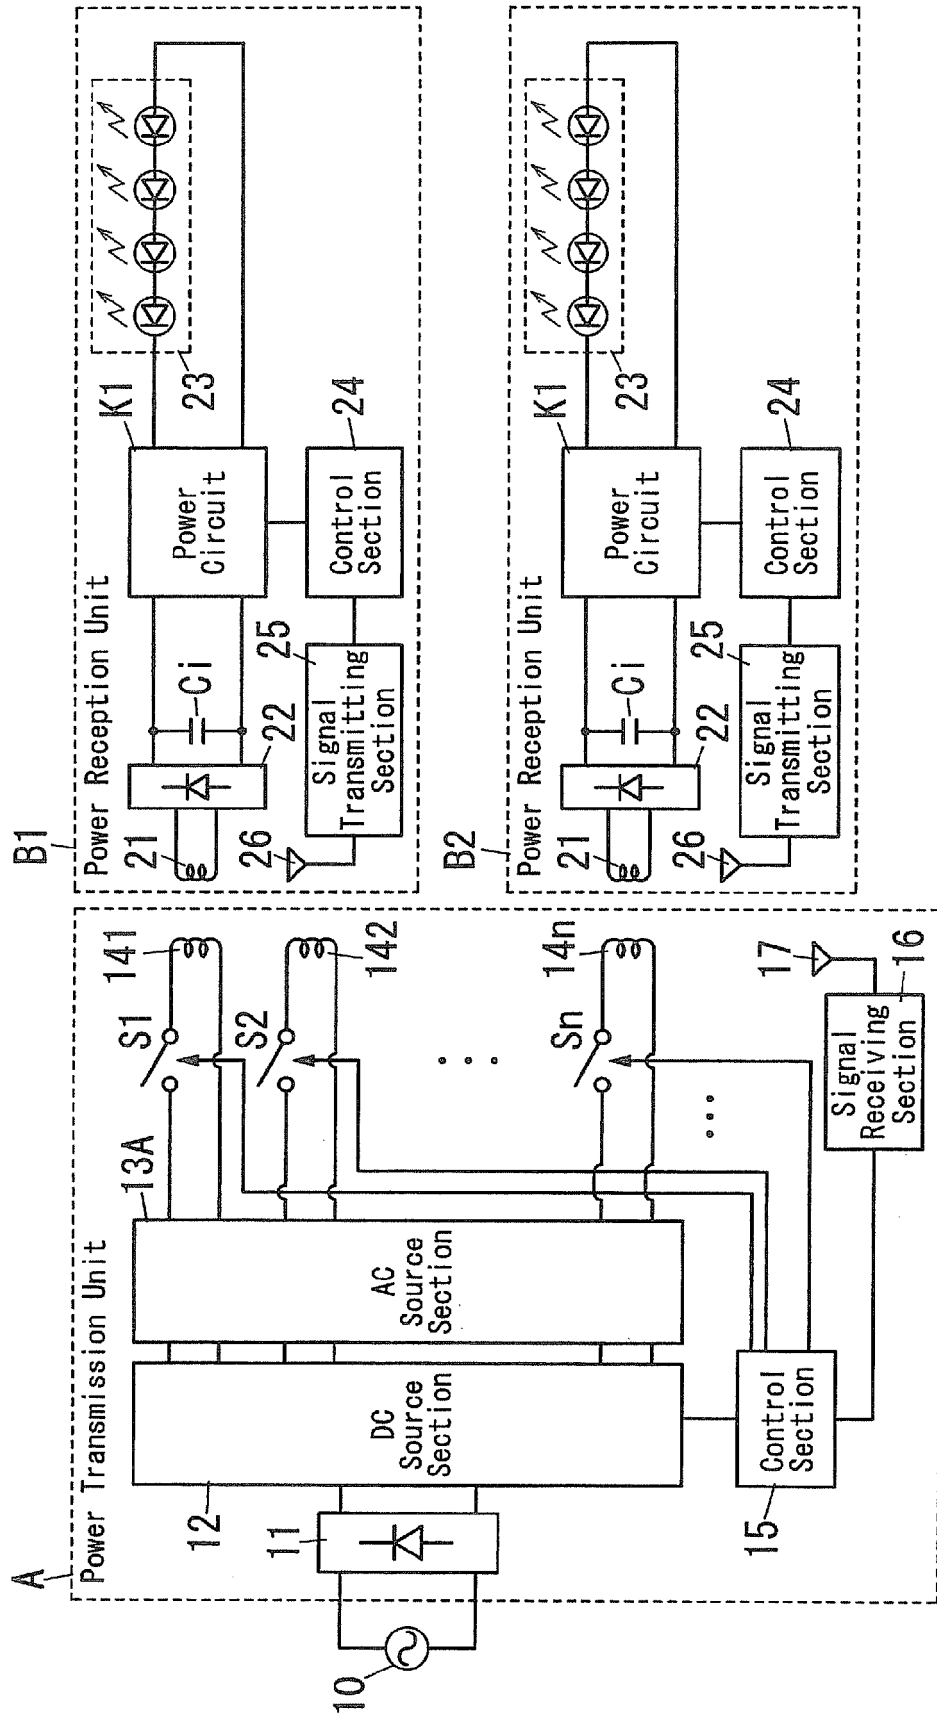 A
Power Transmission Unit
10
11
12
DC
Source
Section
13A
AC
Source
Section
S1
141
S2
142
Sn
14n
15
Control
Section
17
16
Signal
Receiving
Section
B1
Power Reception Unit
21
22
Ci
K1
Power
Circuit
23
24
Control
Section
25
Signal
Transmitting
Section
26
B2
Power Reception Unit
21
22
Ci
K1
Power
Circuit
23
24
Control
Section
25
Signal
Transmitting
Section
26